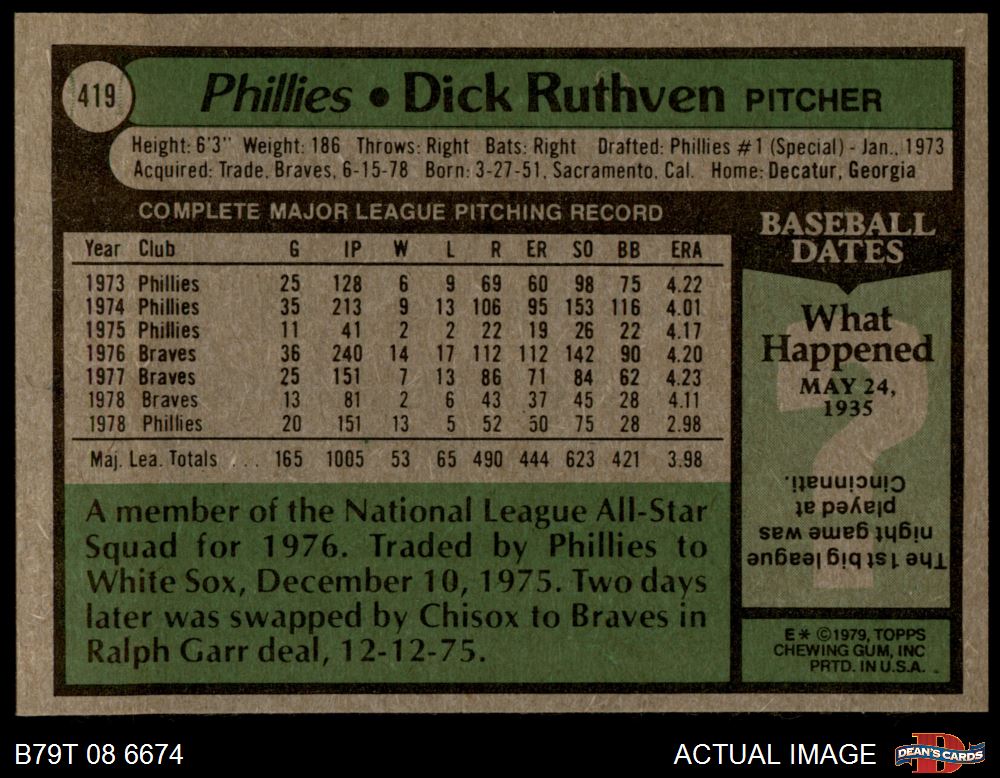 419
Phillies • Dick Ruthven PITCHER
Height: 6'3" Weight: 186 Throws: Right Bats: Right Drafted: Phillies #1 (Special) - Jan., 1973
Acquired: Trade, Braves, 6-15-78 Born: 3-27-51, Sacramento, Cal. Home: Decatur, Georgia
COMPLETE MAJOR LEAGUE PITCHING RECORD
Year Club G IP W L R ER SO BB ERA
1973 Phillies 25 128 6 9 69 60 98 75 4.22
1974 Phillies 35 213 9 13 106 95 153 116 4.01
1975 Phillies 11 41 2 2 22 19 26 22 4.17
1976 Braves 36 240 14 17 112 112 142 90 4.20
1977 Braves 25 151 7 13 86 71 84 62 4.23
1978 Braves 13 81 2 6 43 37 45 28 4.11
1978 Phillies 20 151 13 5 52 50 75 28 2.98
Maj. Lea. Totals ... 165 1005 53 65 490 444 623 421 3.98
A member of the National League All-Star
Squad for 1976. Traded by Phillies to
White Sox, December 10, 1975. Two days
later was swapped by Chisox to Braves in
Ralph Garr deal, 12-12-75.
BASEBALL
DATES
What
Happened
MAY 24,
1935
?
The 1st big league
night game was
played at
Cincinnati.
E* ©1979, TOPPS
CHEWING GUM, INC
PRTD. IN U.S.A.
B79T 08 6674
ACTUAL IMAGE
DEAN'S CARDS